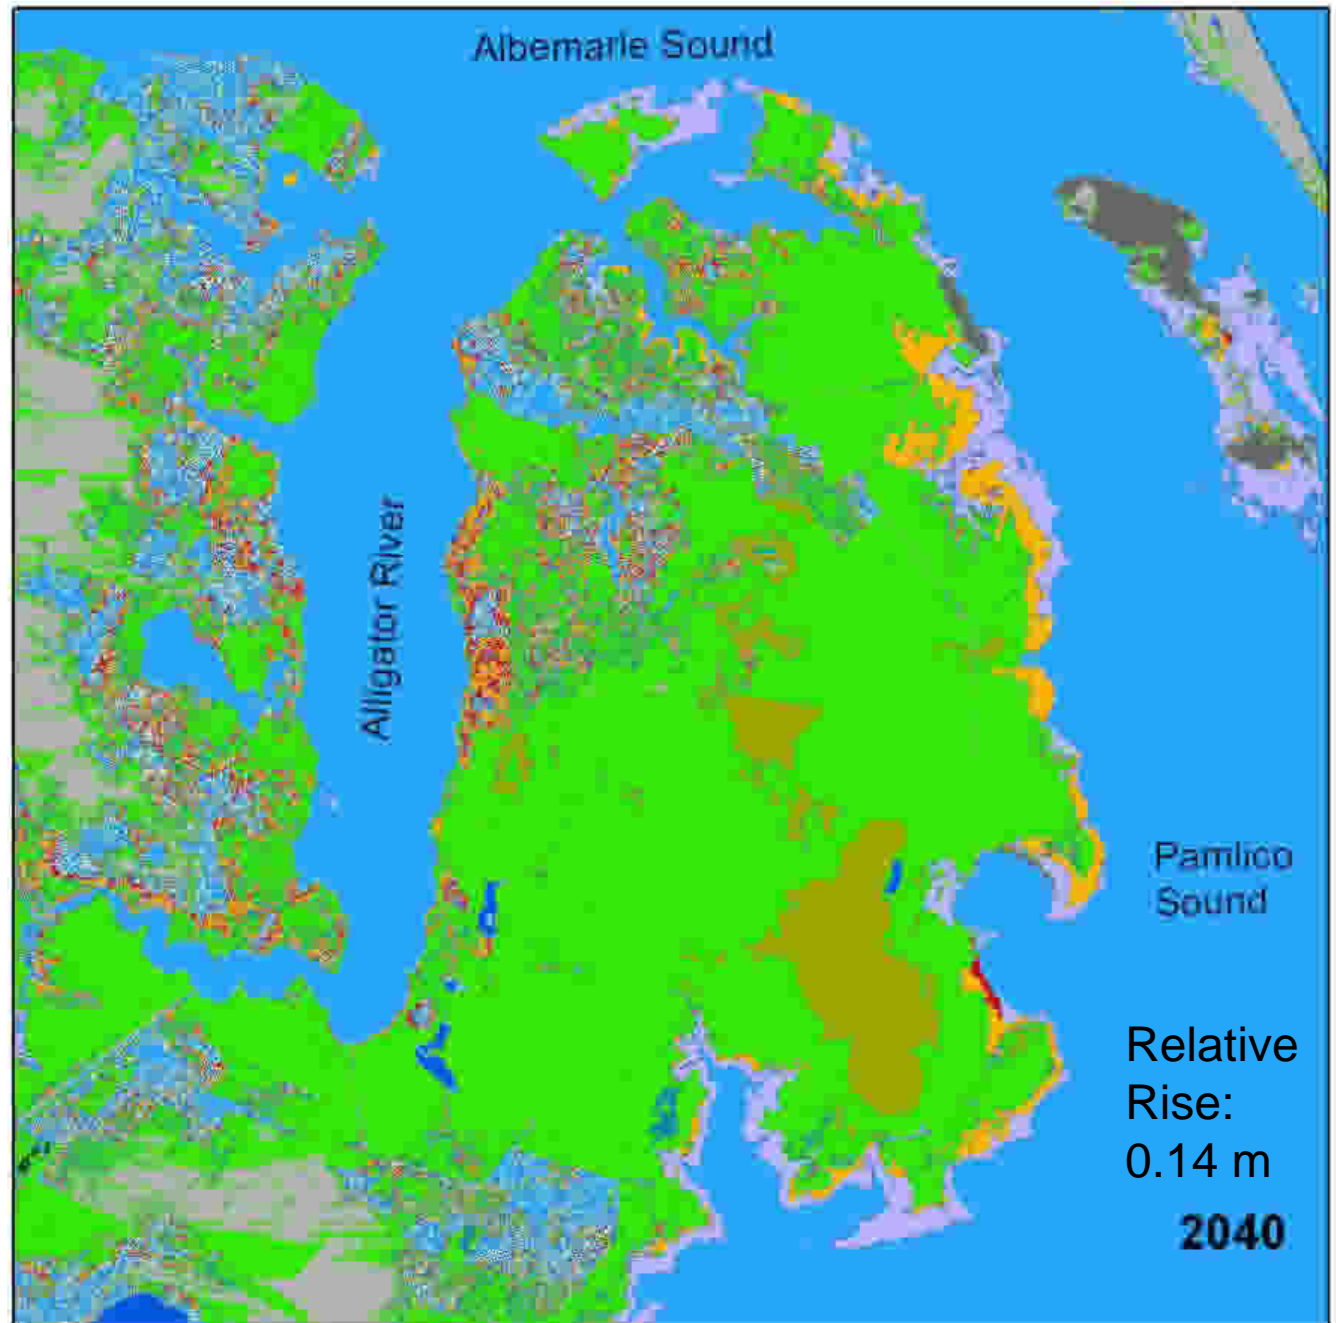 Albemarle Sound
Alligator River
Pamlico
Sound
Relative
Rise:
0.14 m
2040